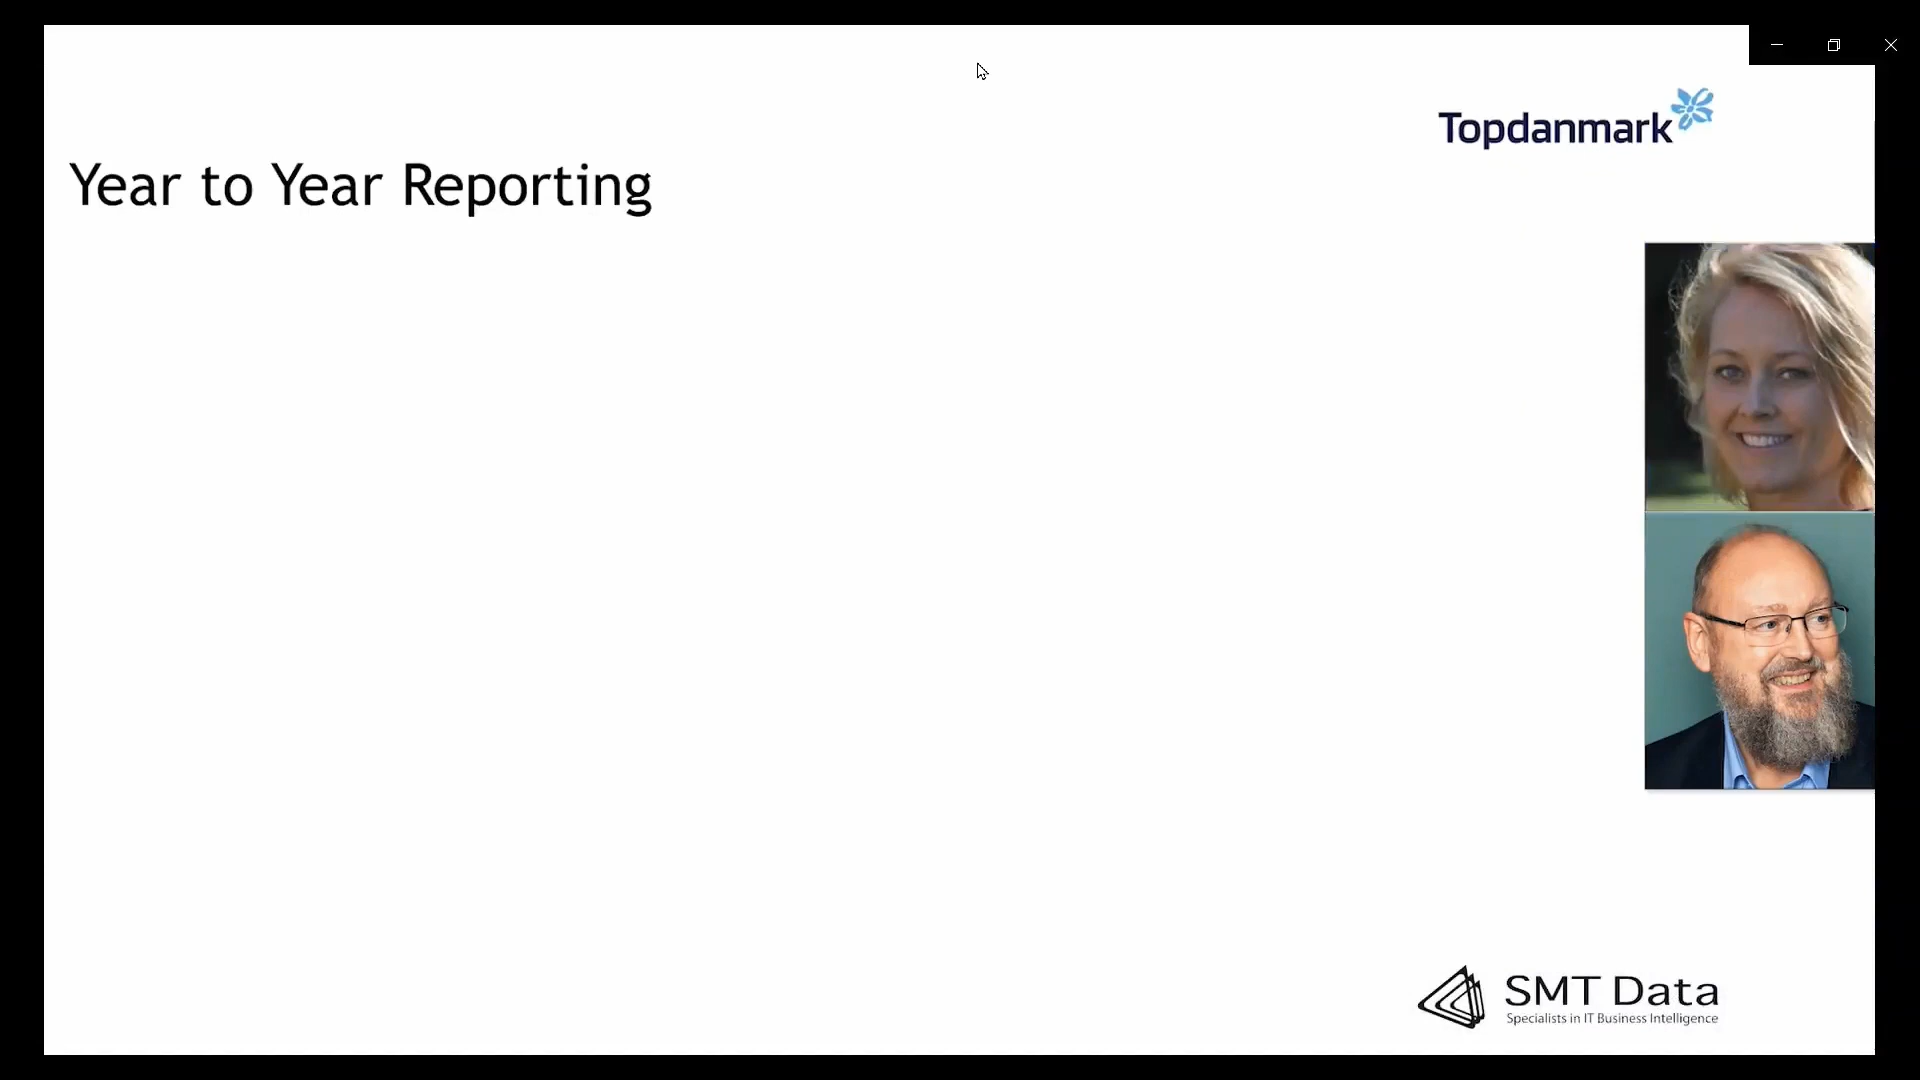 Topdanmark
Year to Year Reporting
SMT Data
Specialists in IT Business Intelligence